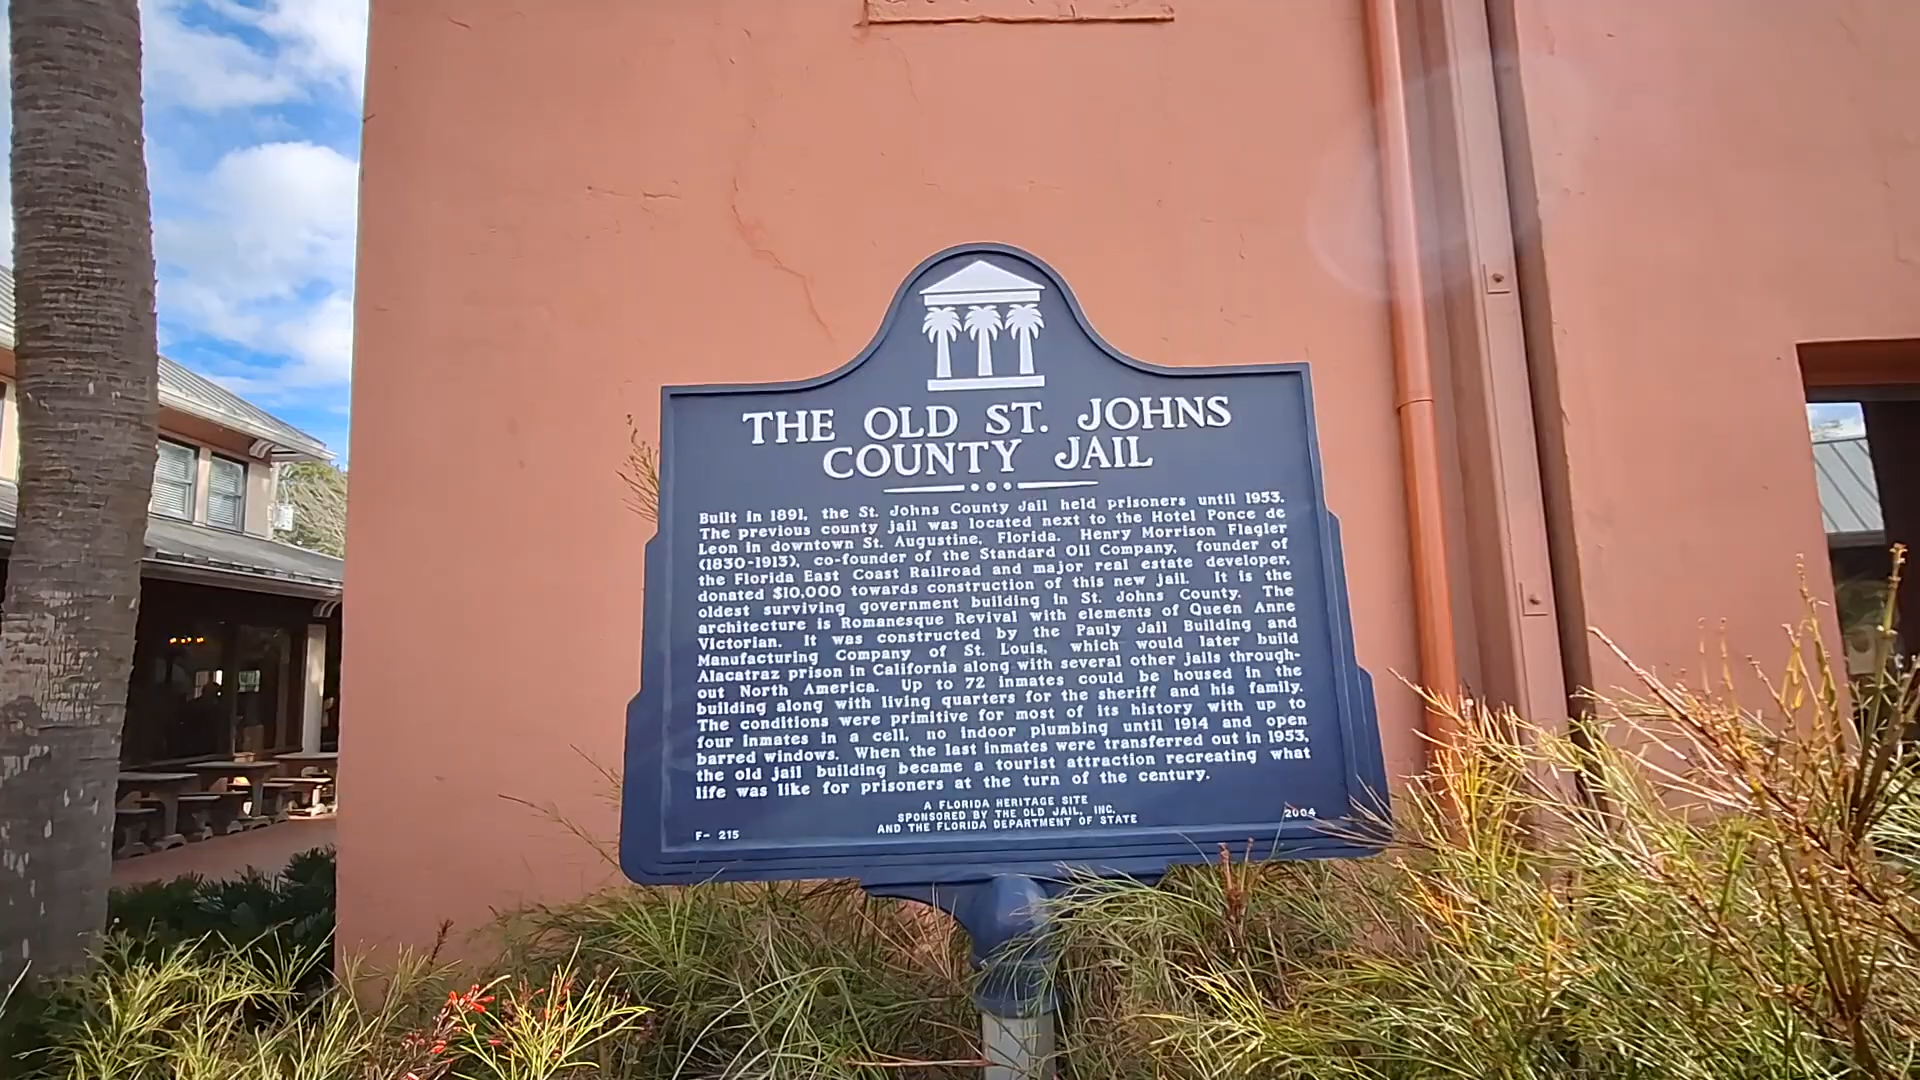 THE OLD ST. JOHNS
COUNTY JAIL
Built in 1891, the St. Johns County Jail held prisoners until 1953.
The previous county jail was located next to the Hotel Ponce de
Leon in downtown St. Augustine, Florida. Henry Morrison Flagler
(1830-1913), co-founder of the Standard Oil Company, founder of
the Florida East Coast Railroad and major real estate developer,
donated $10,000 towards construction of this new jail. It is the
oldest surviving government building in St. Johns County. The
architecture is Romanesque Revival with elements of Queen Anne
Victorian. It was constructed by the Pauly Jail Building and
Manufacturing Company of St. Louis, which would later build
Alacatraz prison in California along with several other jails through-
out North America. Up to 72 inmates could be housed in the
building along with living quarters for the sheriff and his family.
The conditions were primitive for most of its history with up to
four inmates in a cell, no indoor plumbing until 1914 and open
barred windows. When the last inmates were transferred out in 1953,
the old jail building became a tourist attraction recreating what
life was like for prisoners at the turn of the century.
A FLORIDA HERITAGE SITE
SPONSORED BY THE OLD JAIL, INC.
AND THE FLORIDA DEPARTMENT OF STATE
F- 215
2004